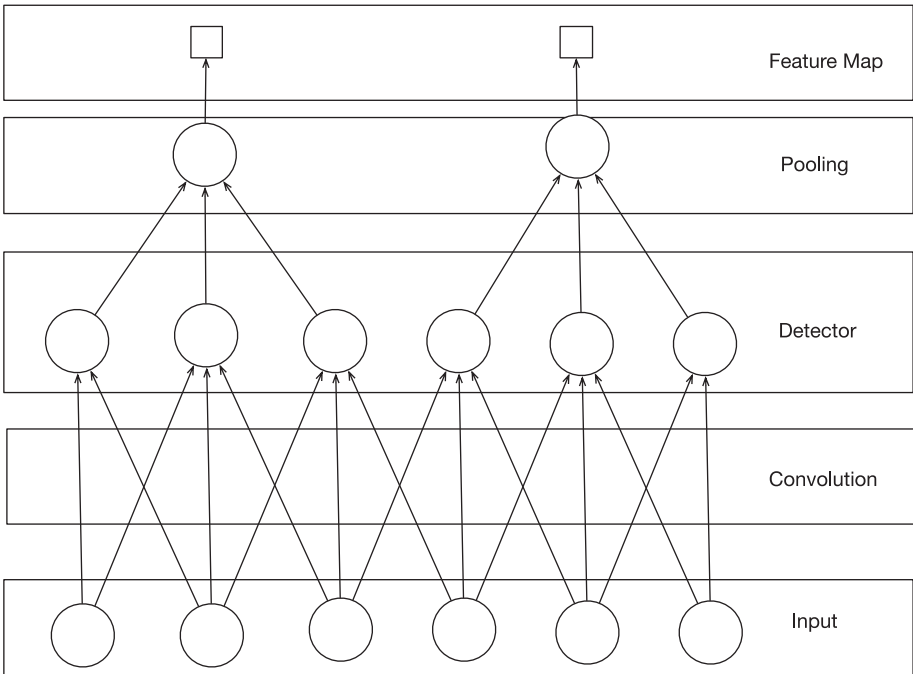 Feature Map
Pooling
Detector
Convolution
Input